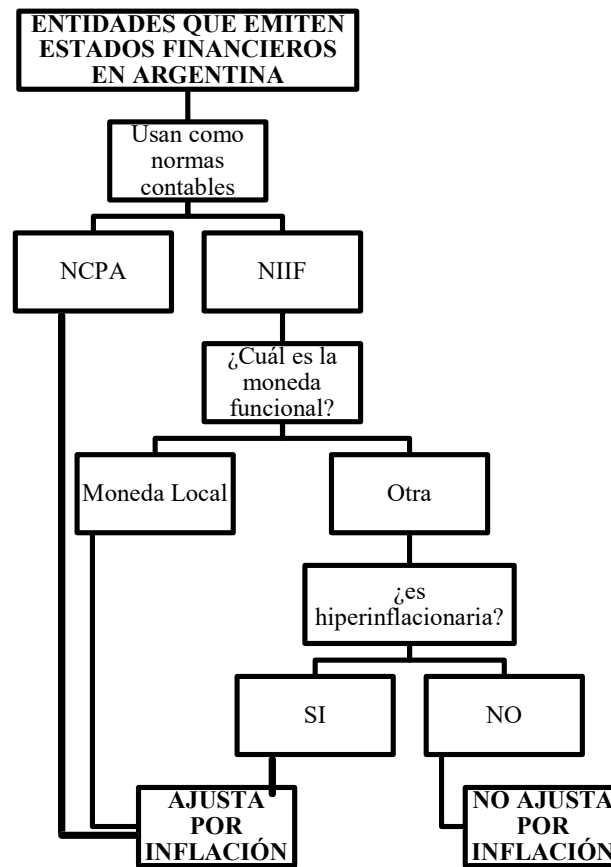 ENTIDADES QUE EMITEN
ESTADOS FINANCIEROS
EN ARGENTINA
Usan como
normas
contables
NCPA
NIIF
¿Cuál es la
moneda
funcional?
Moneda Local
Otra
¿es
hiperinflacionaria?
SI
NO
AJUSTA
POR
INFLACIÓN
NO AJUSTA
POR
INFLACIÓN